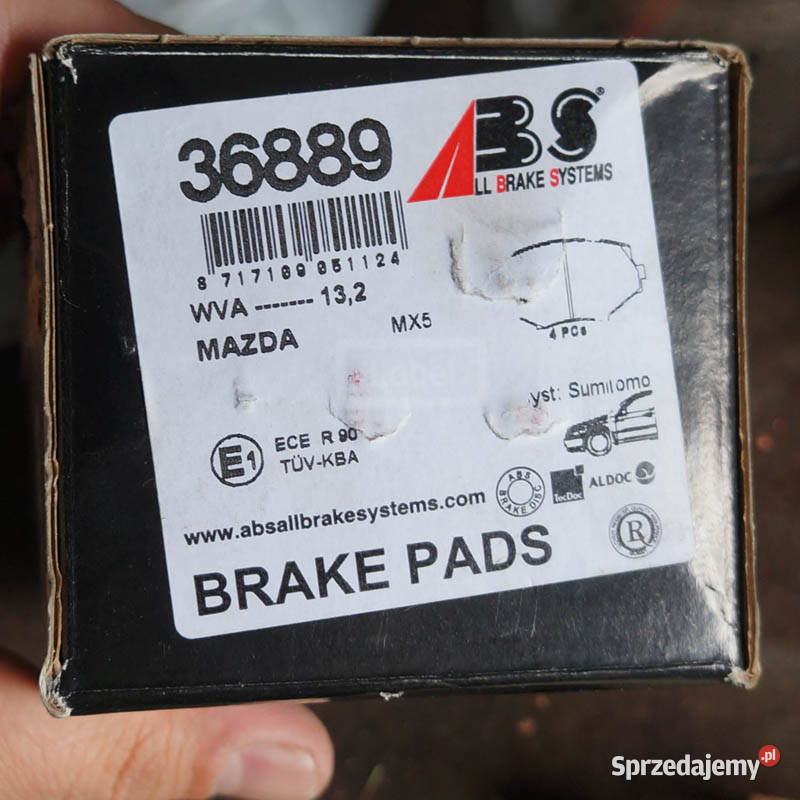 36889
ABS®
ALL BRAKE SYSTEMS
8 717109 051124
WVA ------- 13,2
MAZDA MX5
4 PCs
yst: Sumitomo
E1
ECE R 90
TÜV-KBA
ABS BRAKE DISC
TecDoc
ALDOC
R
www.absallbrakesystems.com
BRAKE PADS
Sprzedajemy.pl